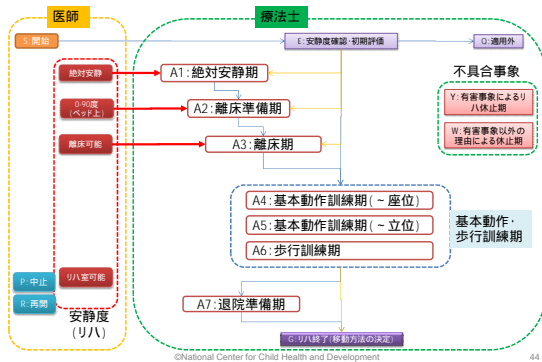 医師
療法士
S:開始
E:安静度確認・初期評価
Q:適用外
絶対安静
A1:絶対安静期
不具合事象
0-90度
(ベッド上)
A2:離床準備期
Y:有害事象によるリ
ハ休止期
離床可能
A3:離床期
W:有害事象以外の
理由による休止期
A4:基本動作訓練期(~座位)
A5:基本動作訓練期(~立位)
A6:歩行訓練期
基本動作・
歩行訓練期
リハ室可能
P:中止
R:再開
安静度
(リハ)
A7:退院準備期
G:リハ終了(移動方法の決定)
©National Center for Child Health and Development
44